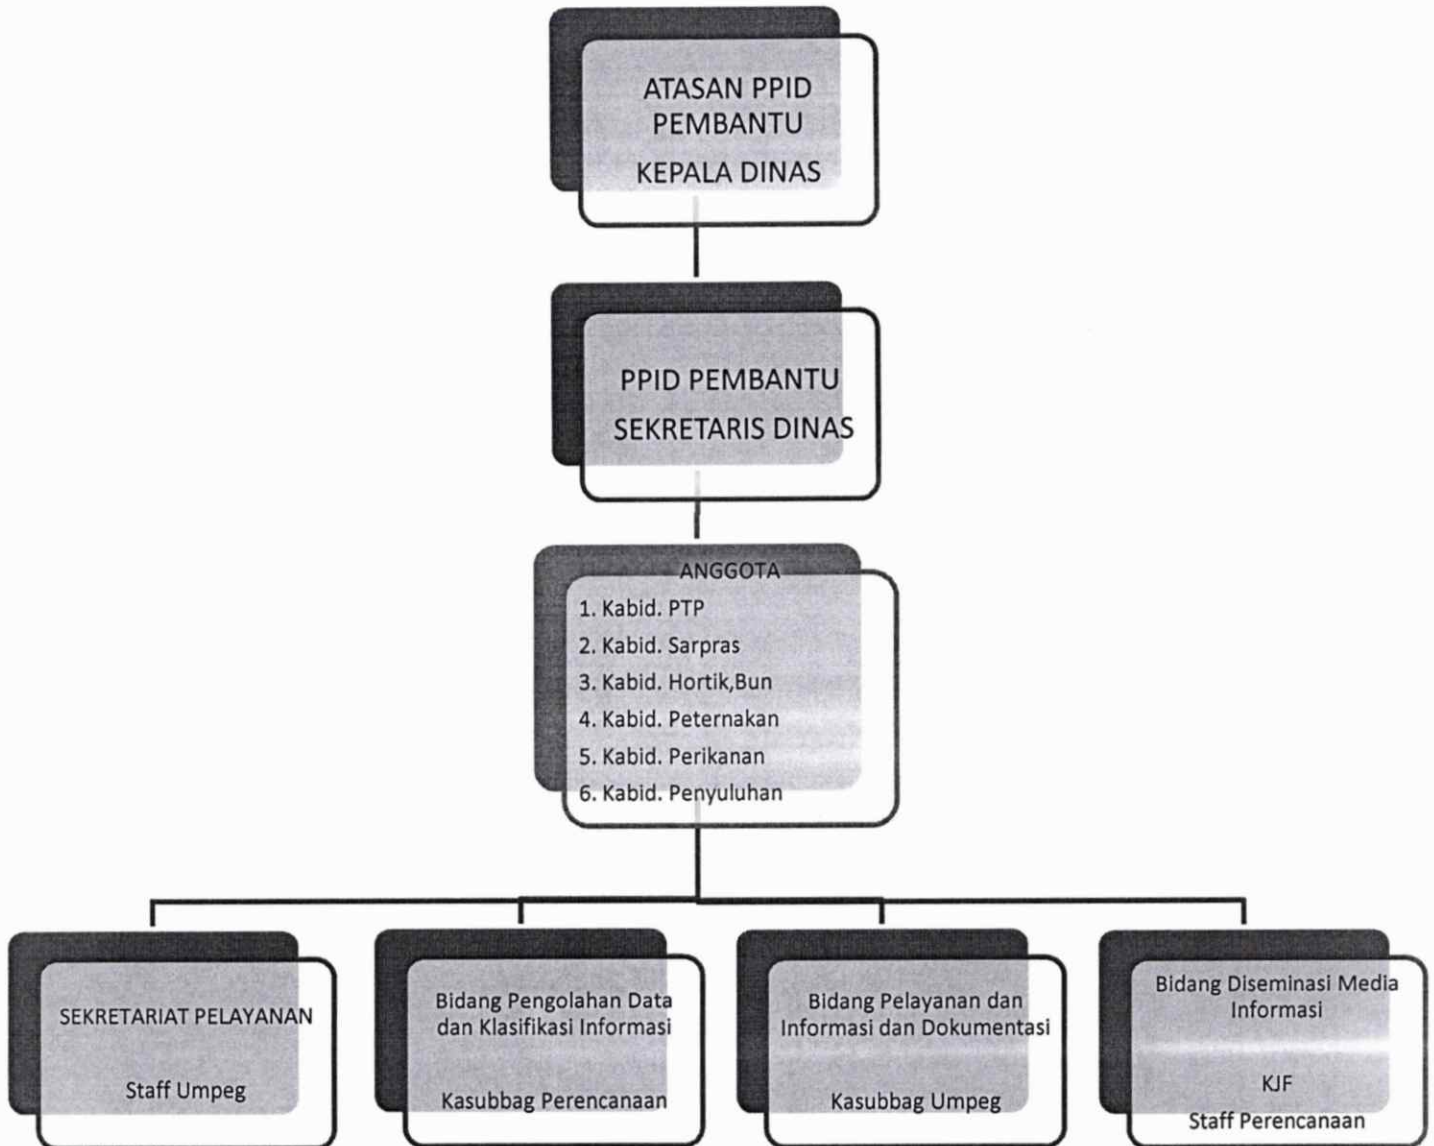 ATASAN PPID
PEMBANTU
KEPALA DINAS
PPID PEMBANTU
SEKRETARIS DINAS
ANGGOTA
1. Kabid. PTP
2. Kabid. Sarpras
3. Kabid. Hortik,Bun
4. Kabid. Peternakan
5. Kabid. Perikanan
6. Kabid. Penyuluhan
SEKRETARIAT PELAYANAN
Staff Umpeg
Bidang Pengolahan Data
dan Klasifikasi Informasi
Kasubbag Perencanaan
Bidang Pelayanan dan
Informasi dan Dokumentasi
Kasubbag Umpeg
Bidang Diseminasi Media
Informasi
KJF
Staff Perencanaan